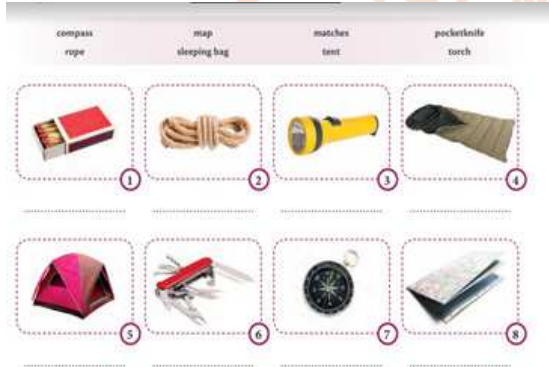 compass map matches pocketknife
rope sleeping bag tent torch
1 2 3 4
5 6 7 8